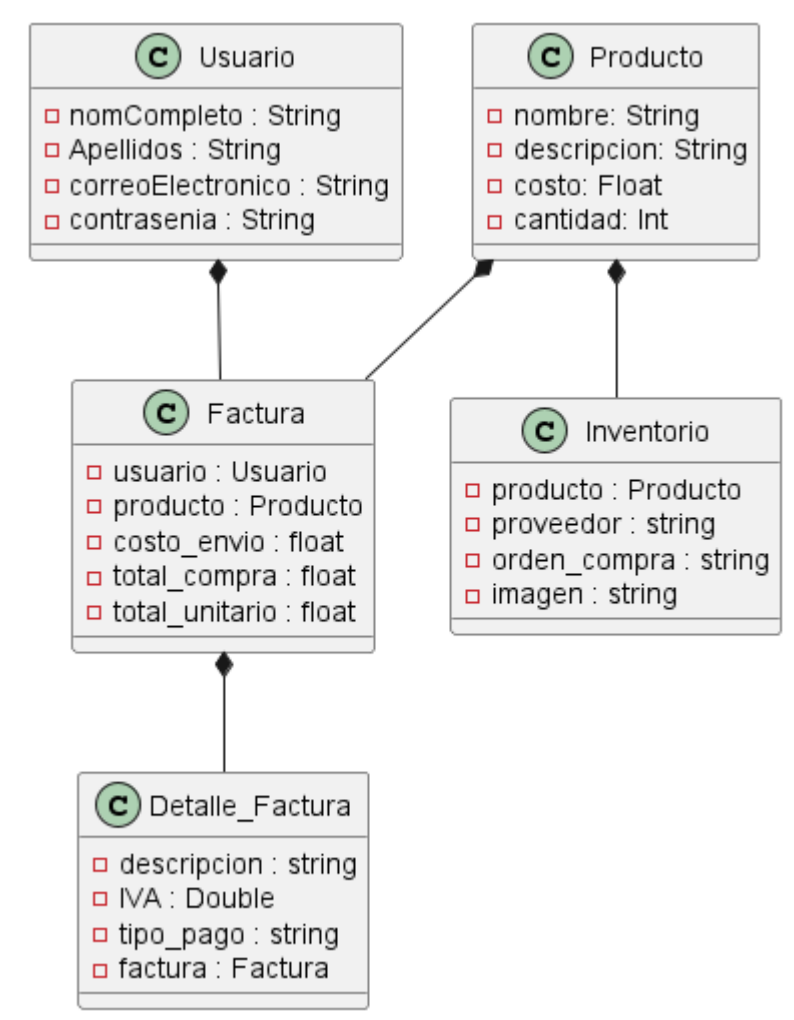 C Usuario
nomCompleto : String
Apellidos : String
correoElectronico : String
contrasenia : String
C Producto
nombre: String
descripcion: String
costo: Float
cantidad: Int
C Factura
usuario : Usuario
producto : Producto
costo_envio : float
total_compra : float
total_unitario : float
C Inventorio
producto : Producto
proveedor : string
orden_compra : string
imagen : string
C Detalle_Factura
descripcion : string
IVA : Double
tipo_pago : string
factura : Factura